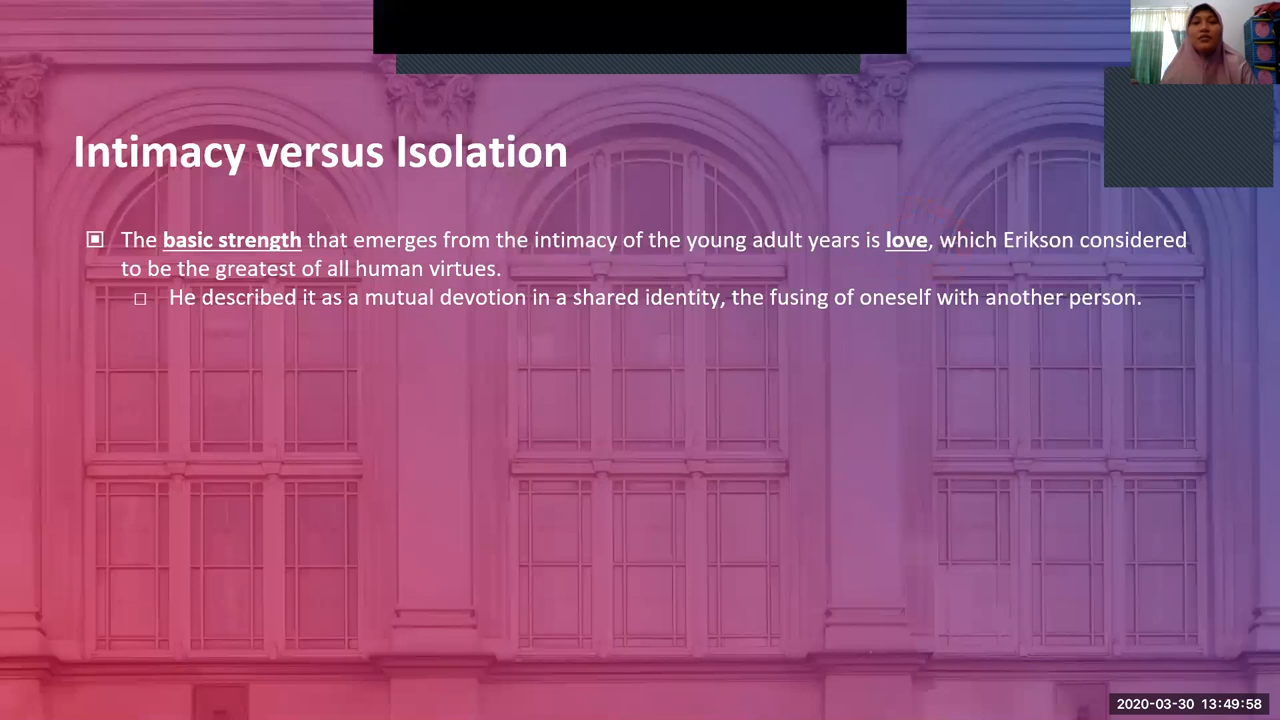 Intimacy versus Isolation
The basic strength that emerges from the intimacy of the young adult years is love, which Erikson considered
to be the greatest of all human virtues.
He described it as a mutual devotion in a shared identity, the fusing of oneself with another person.
2020-03-30 13:49:58